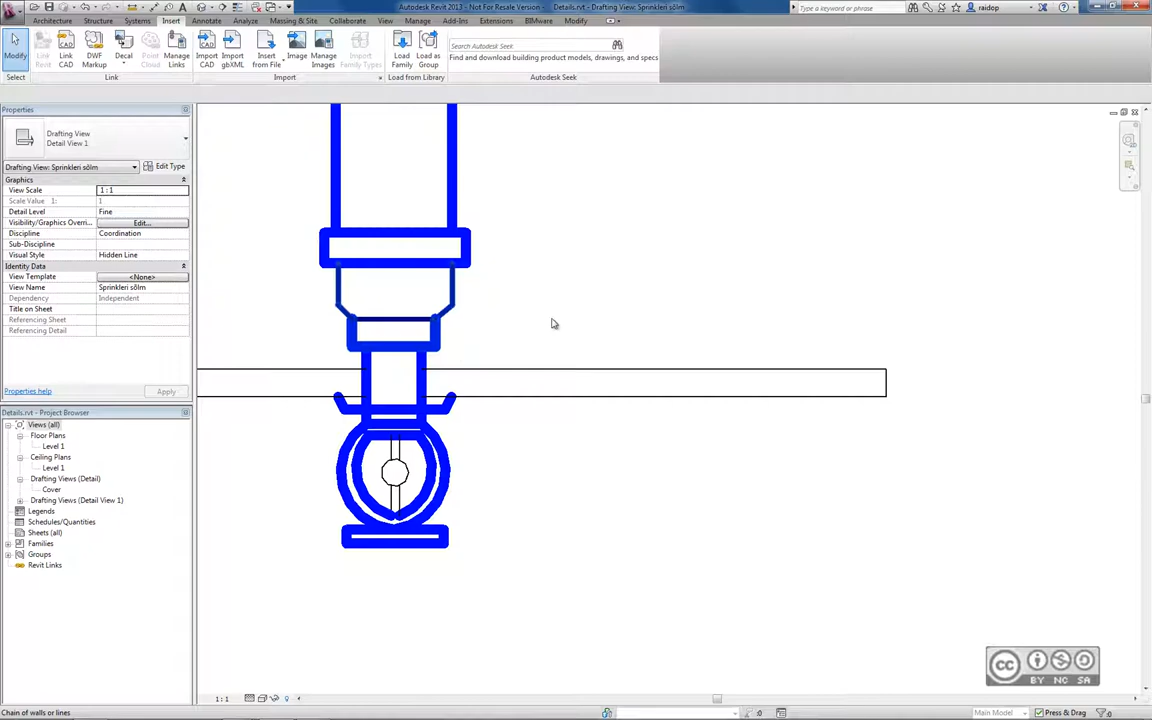 Autodesk Revit 2013 - Not For Resale Version - Details.rvt - Drafting View: Sprinkleri sõlm
Type a keyword or phrase
raidop
Architecture Structure Systems Insert Annotate Analyze Massing & Site Collaborate View Manage Add-Ins Extensions BIMware Modify
Modify
Link Revit
Link CAD
DWF Markup
Decal
Point Cloud
Manage Links
Import CAD
Import gbXML
Insert from File
Image
Manage Images
Import Family Types
Load Family
Load as Group
Search Autodesk Seek
Find and download building product models, drawings, and specs
Select
Link
Import
Load from Library
Autodesk Seek
Properties
Drafting View
Detail View 1
Drafting View: Sprinkleri sõlm
Edit Type
Graphics
View Scale 1 : 1
Scale Value 1: 1
Detail Level Fine
Visibility/Graphics Overri... Edit...
Discipline Coordination
Sub-Discipline
Visual Style Hidden Line
Identity Data
View Template <None>
View Name Sprinkleri sõlm
Dependency Independent
Title on Sheet
Referencing Sheet
Referencing Detail
Properties help
Apply
Details.rvt - Project Browser
Views (all)
Floor Plans
Level 1
Ceiling Plans
Level 1
Drafting Views (Detail)
Cover
Drafting Views (Detail View 1)
Legends
Schedules/Quantities
Sheets (all)
Families
Groups
Revit Links
cc
BY NC SA
1 : 1
Chain of walls or lines
:0
Main Model
Press & Drag
:0